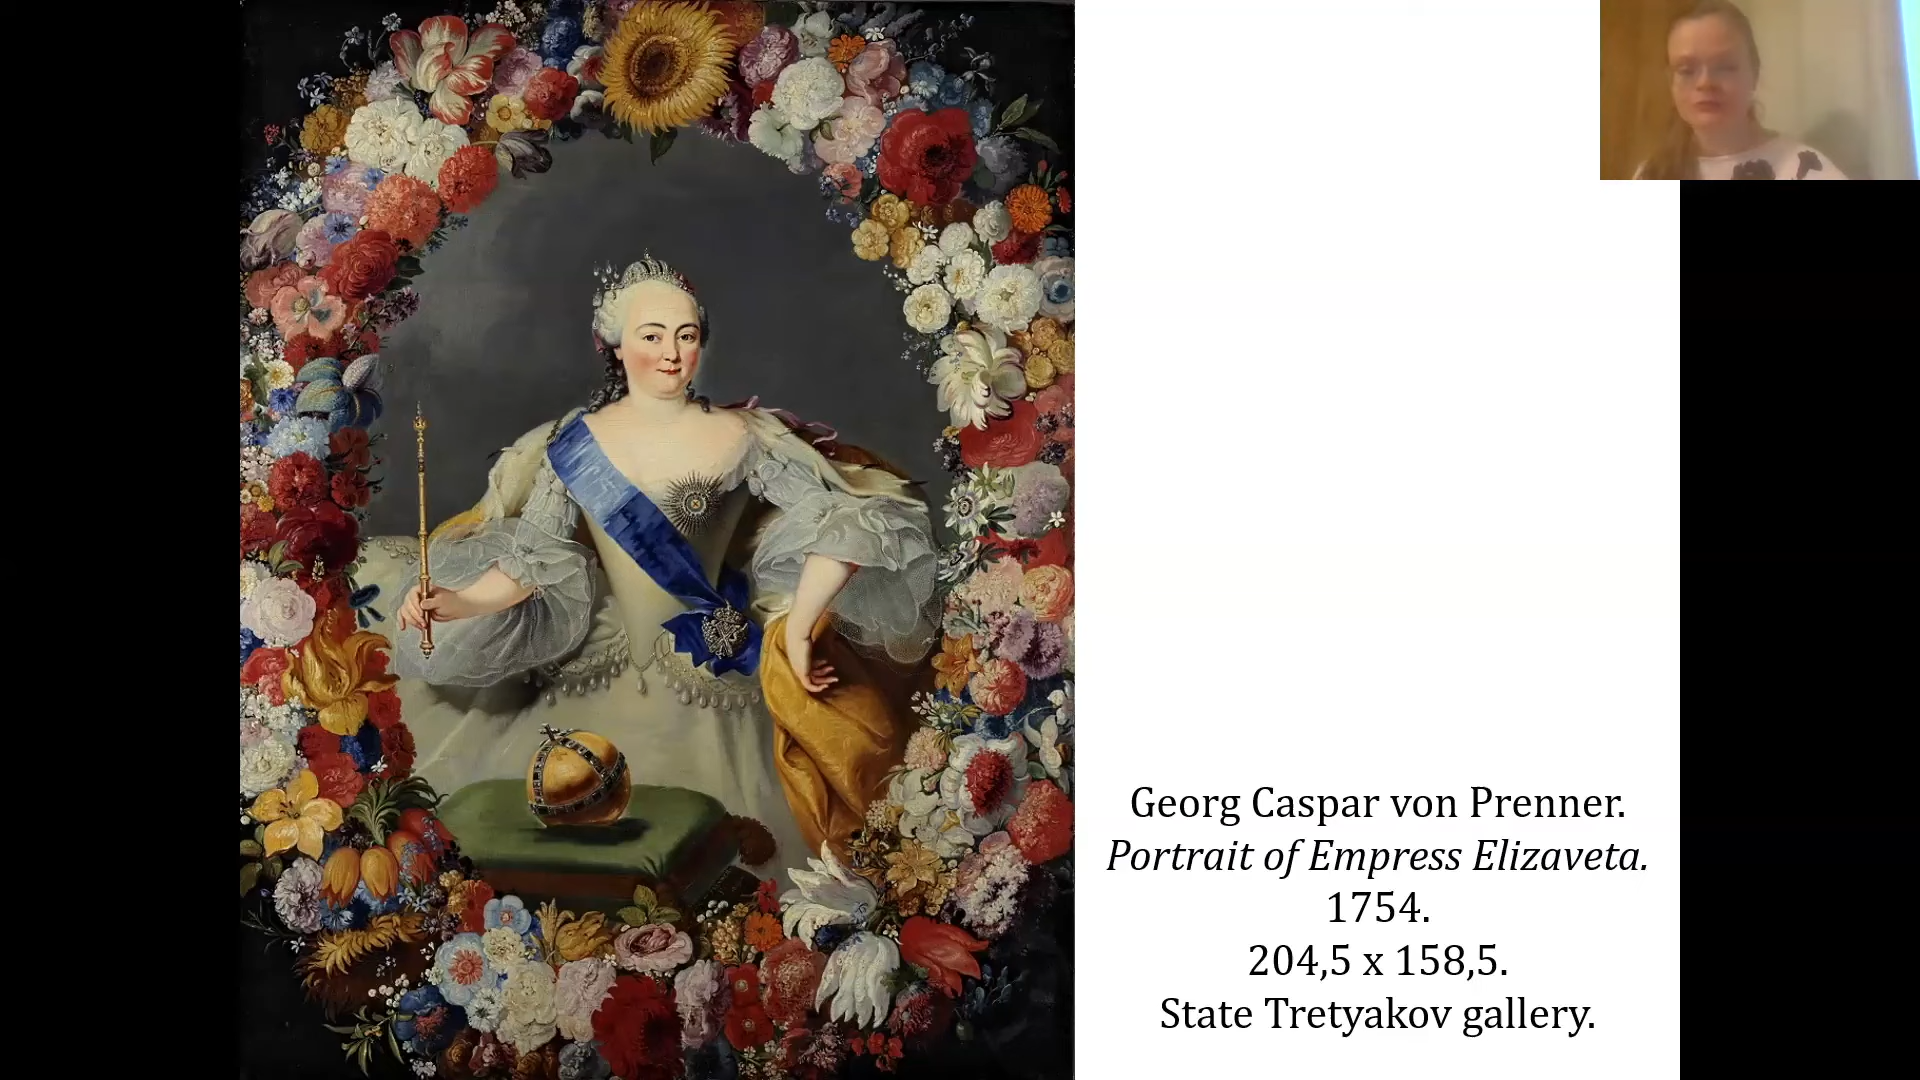 Georg Caspar von Prenner.
Portrait of Empress Elizaveta.
1754.
204,5 x 158,5.
State Tretyakov gallery.